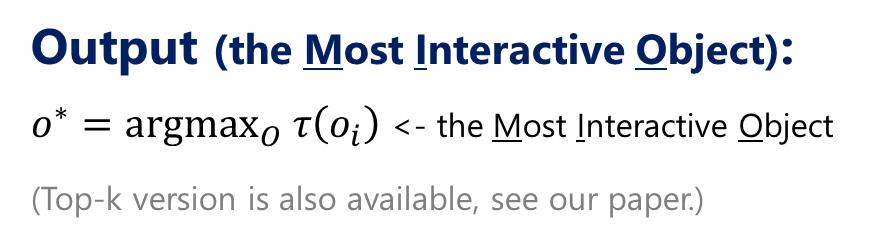 Output (the Most Interactive Object):
o* = argmax_O τ(o_i) <- the Most Interactive Object
(Top-k version is also available, see our paper.)